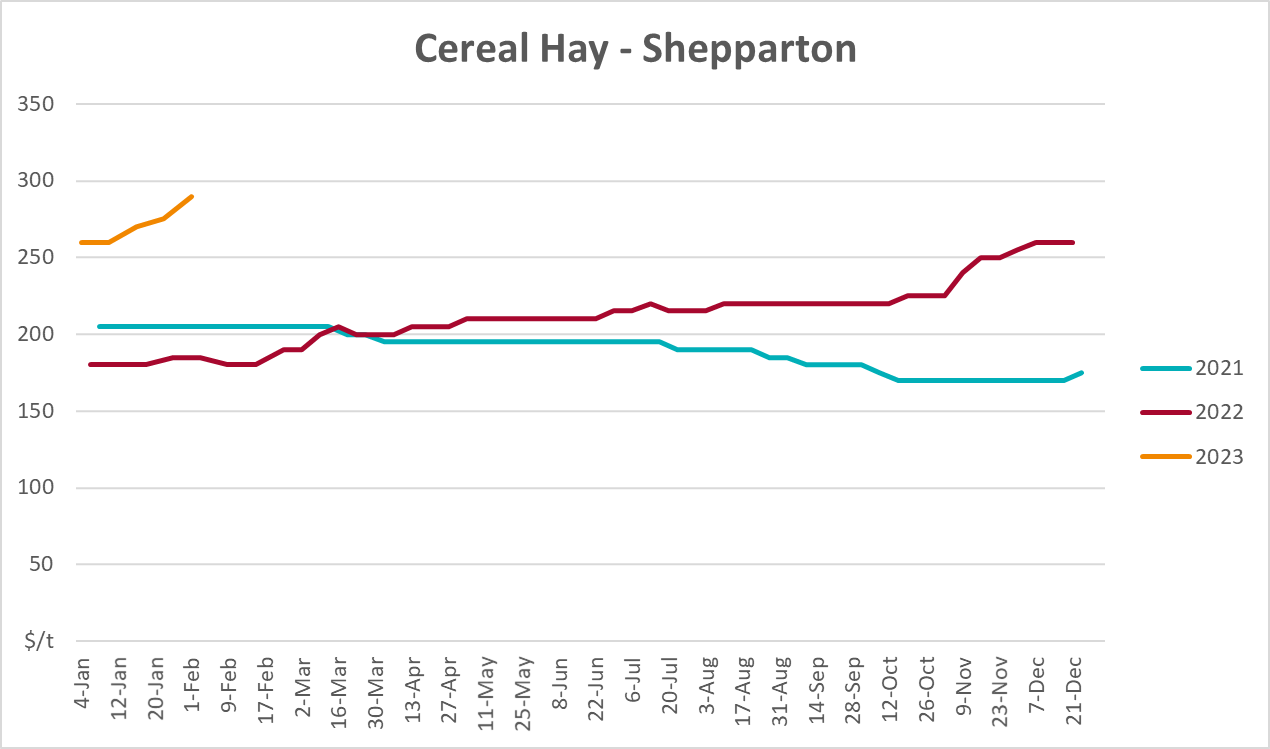 Cereal Hay - Shepparton
350
300
250
200
150
100
50
$/t
4-Jan
12-Jan
20-Jan
1-Feb
9-Feb
17-Feb
2-Mar
16-Mar
30-Mar
13-Apr
27-Apr
11-May
25-May
8-Jun
22-Jun
6-Jul
20-Jul
3-Aug
17-Aug
31-Aug
14-Sep
28-Sep
12-Oct
26-Oct
9-Nov
23-Nov
7-Dec
21-Dec
2021
2022
2023